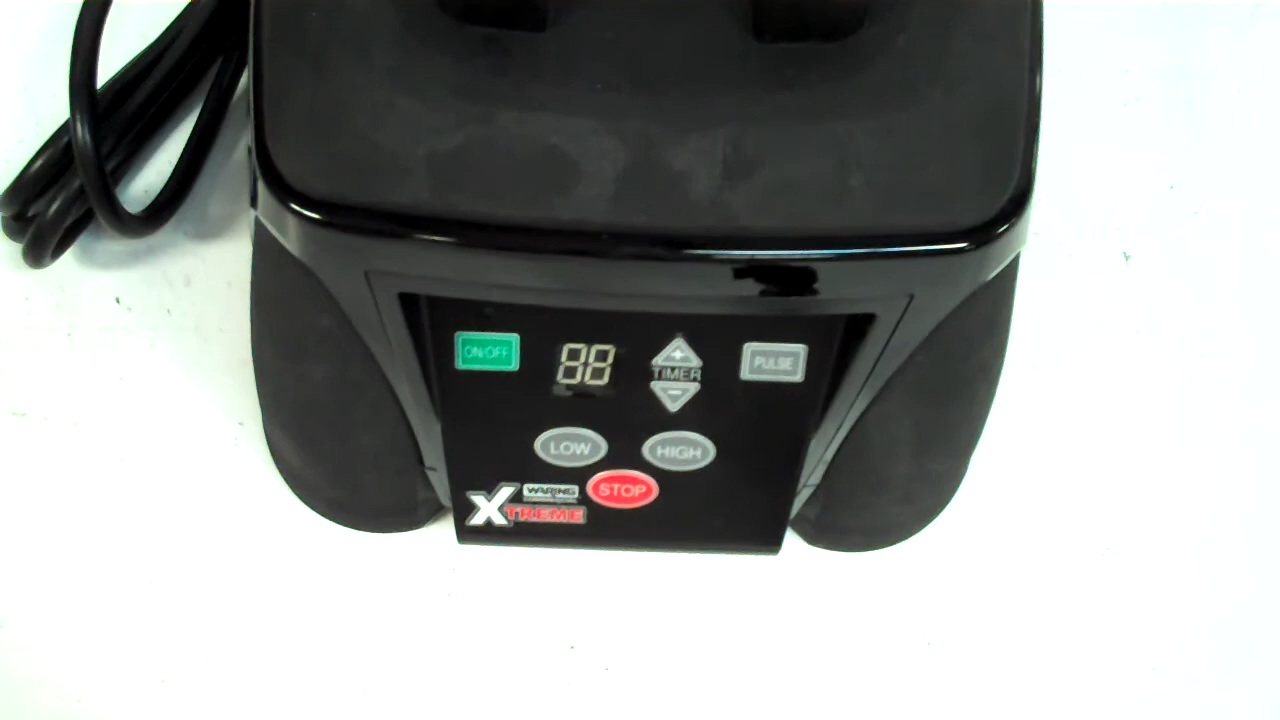 ON/OFF
88
+
TIMER
−
PULSE
LOW
HIGH
STOP
WARING
XTREME